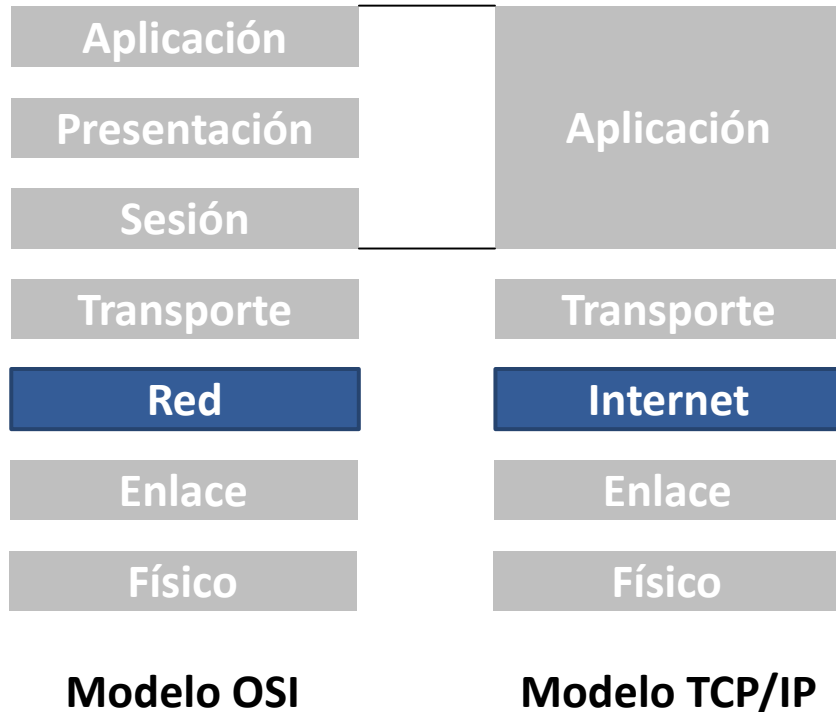 Aplicación
Presentación
Sesión
Transporte
Red
Enlace
Físico
Modelo OSI
Aplicación
Transporte
Internet
Enlace
Físico
Modelo TCP/IP